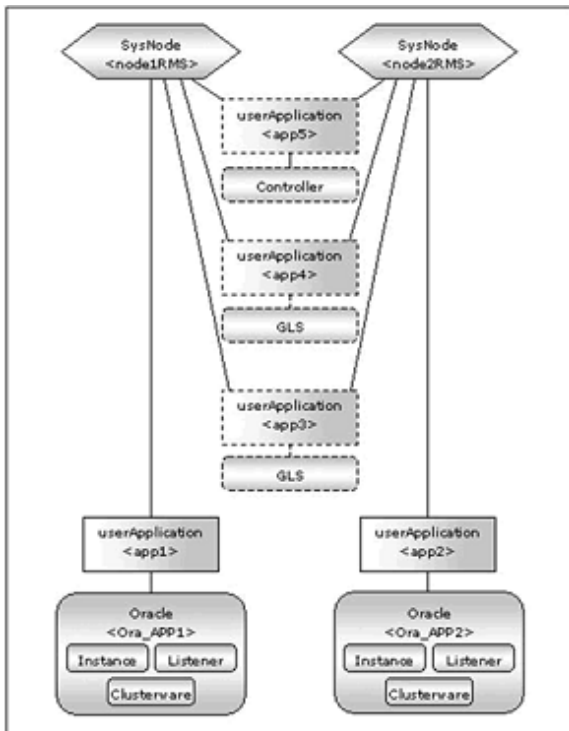 SysNode
<node1RMS>
SysNode
<node2RMS>
userApplication
<app5>
Controller
userApplication
<app4>
GLS
userApplication
<app3>
GLS
userApplication
<app1>
userApplication
<app2>
Oracle
<Ora_APP1>
Instance
Listener
Clusterware
Oracle
<Ora_APP2>
Instance
Listener
Clusterware